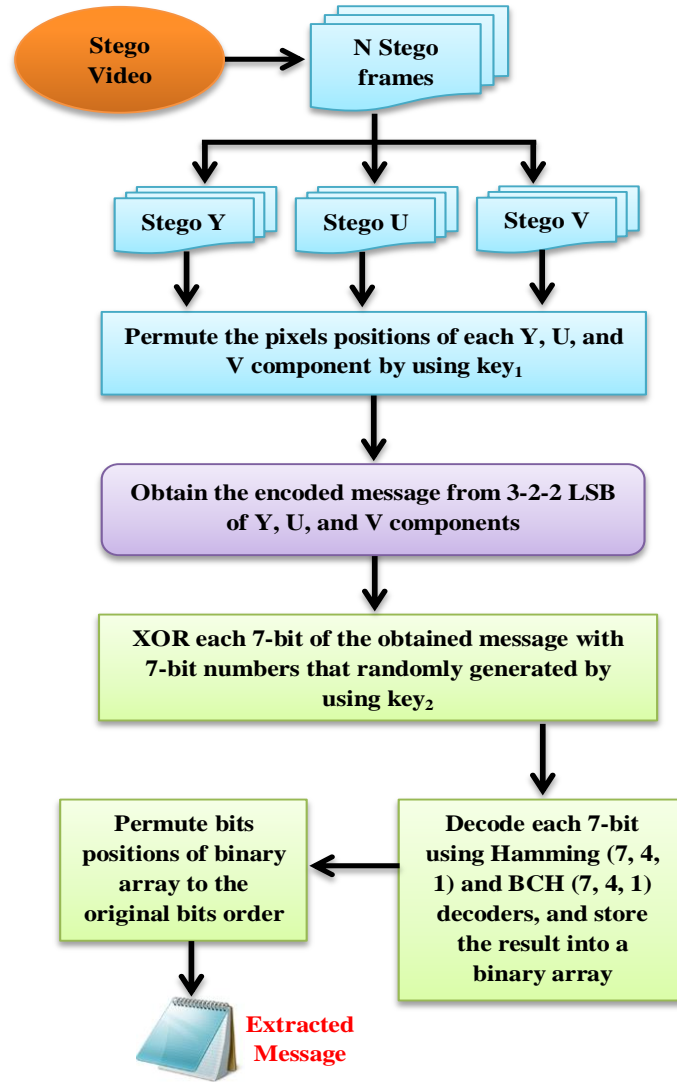 Stego
Video
N Stego
frames
Stego Y
Stego U
Stego V
Permute the pixels positions of each Y, U, and
V component by using key₁
Obtain the encoded message from 3-2-2 LSB
of Y, U, and V components
XOR each 7-bit of the obtained message with
7-bit numbers that randomly generated by
using key₂
Decode each 7-bit
using Hamming (7, 4,
1) and BCH (7, 4, 1)
decoders, and store
the result into a
binary array
Permute bits
positions of binary
array to the
original bits order
Extracted
Message